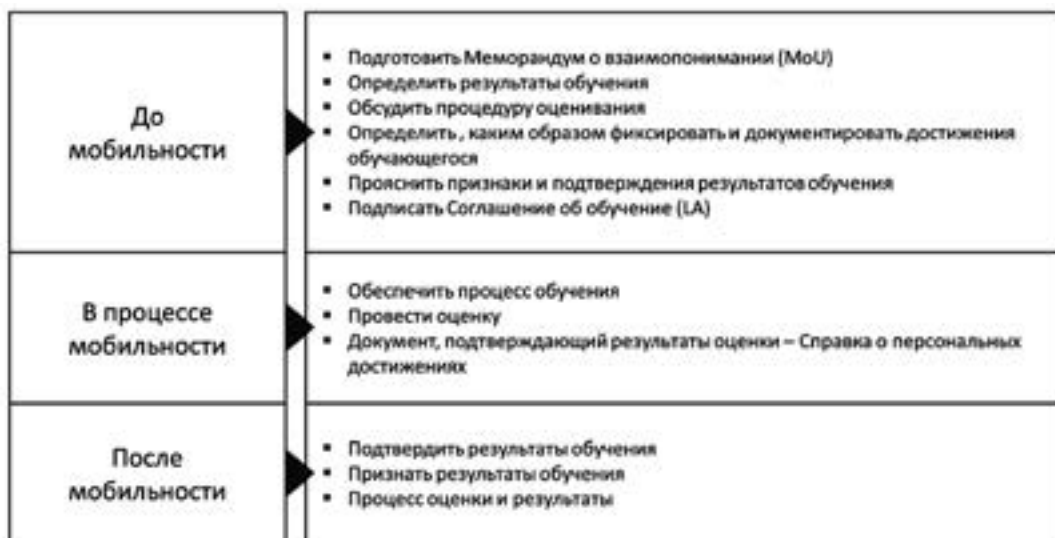 До
мобильности
▪ Подготовить Меморандум о взаимопонимании (MoU)
▪ Определить результаты обучения
▪ Обсудить процедуру оценивания
▪ Определить , каким образом фиксировать и документировать достижения
обучающегося
▪ Прояснить признаки и подтверждения результатов обучения
▪ Подписать Соглашение об обучение (LA)
В процессе
мобильности
▪ Обеспечить процесс обучения
▪ Провести оценку
▪ Документ, подтверждающий результаты оценки – Справка о персональных
достижениях
После
мобильности
▪ Подтвердить результаты обучения
▪ Признать результаты обучения
▪ Процесс оценки и результаты